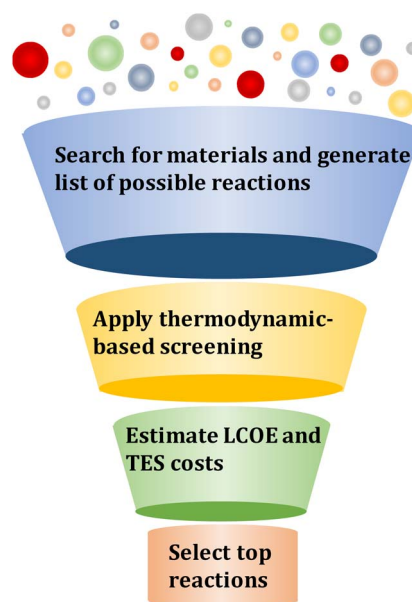 Search for materials and generate
list of possible reactions
Apply thermodynamic-
based screening
Estimate LCOE and
TES costs
Select top
reactions